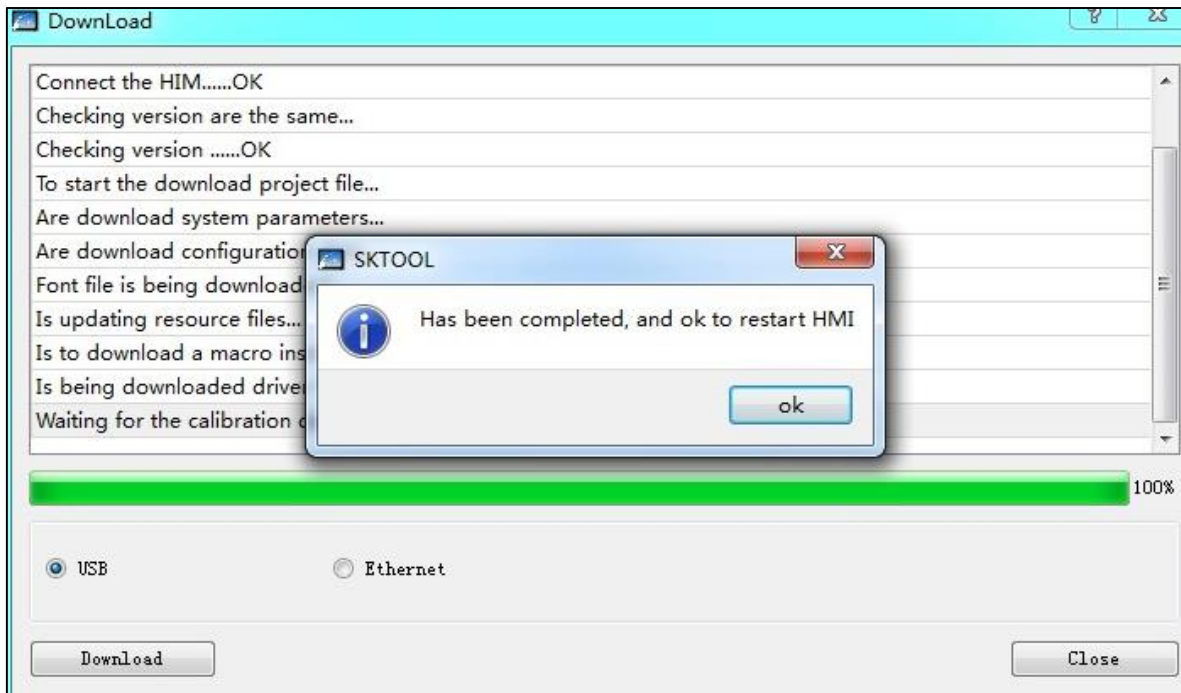 DownLoad
Connect the HIM......OK
Checking version are the same...
Checking version ......OK
To start the download project file...
Are download system parameters...
Are download configuration
Font file is being download
Is updating resource files...
Is to download a macro ins
Is being downloaded drive
Waiting for the calibration
SKTOOL
Has been completed, and ok to restart HMI
ok
100%
USB
Ethernet
Download
Close